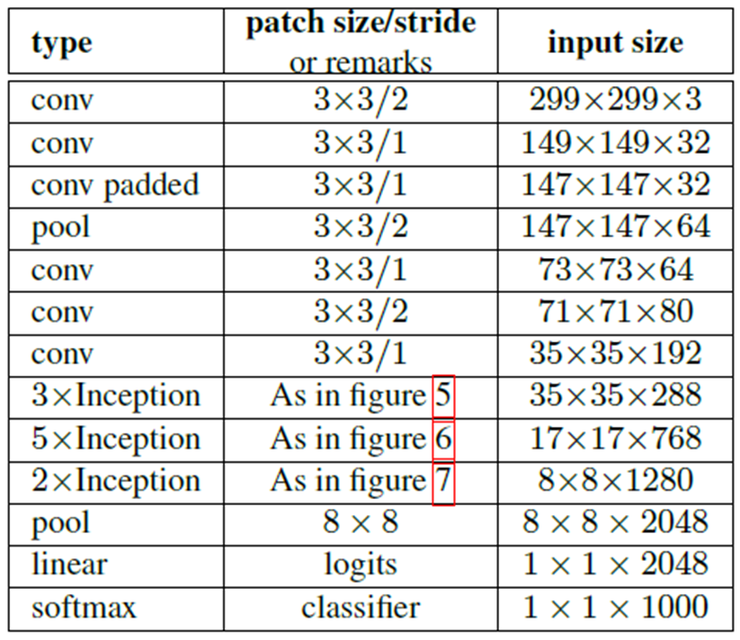 type patch size/stride or remarks input size
conv 3×3/2 299×299×3
conv 3×3/1 149×149×32
conv padded 3×3/1 147×147×32
pool 3×3/2 147×147×64
conv 3×3/1 73×73×64
conv 3×3/2 71×71×80
conv 3×3/1 35×35×192
3×Inception As in figure 5 35×35×288
5×Inception As in figure 6 17×17×768
2×Inception As in figure 7 8×8×1280
pool 8 × 8 8 × 8 × 2048
linear logits 1 × 1 × 2048
softmax classifier 1 × 1 × 1000